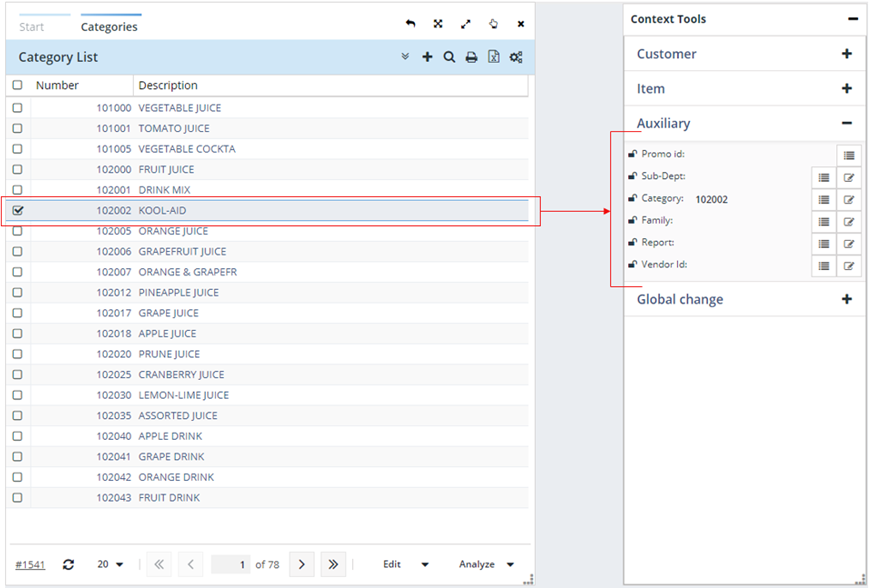 Start
Categories
Category List
Number Description
101000 VEGETABLE JUICE
101001 TOMATO JUICE
101005 VEGETABLE COCKTA
102000 FRUIT JUICE
102001 DRINK MIX
102002 KOOL-AID
102005 ORANGE JUICE
102006 GRAPEFRUIT JUICE
102007 ORANGE & GRAPEFR
102012 PINEAPPLE JUICE
102017 GRAPE JUICE
102018 APPLE JUICE
102020 PRUNE JUICE
102025 CRANBERRY JUICE
102030 LEMON-LIME JUICE
102035 ASSORTED JUICE
102040 APPLE DRINK
102041 GRAPE DRINK
102042 ORANGE DRINK
102043 FRUIT DRINK
#1541 20 1 of 78 Edit Analyze
Context Tools
Customer
Item
Auxiliary
Promo id:
Sub-Dept:
Category: 102002
Family:
Report:
Vendor Id:
Global change